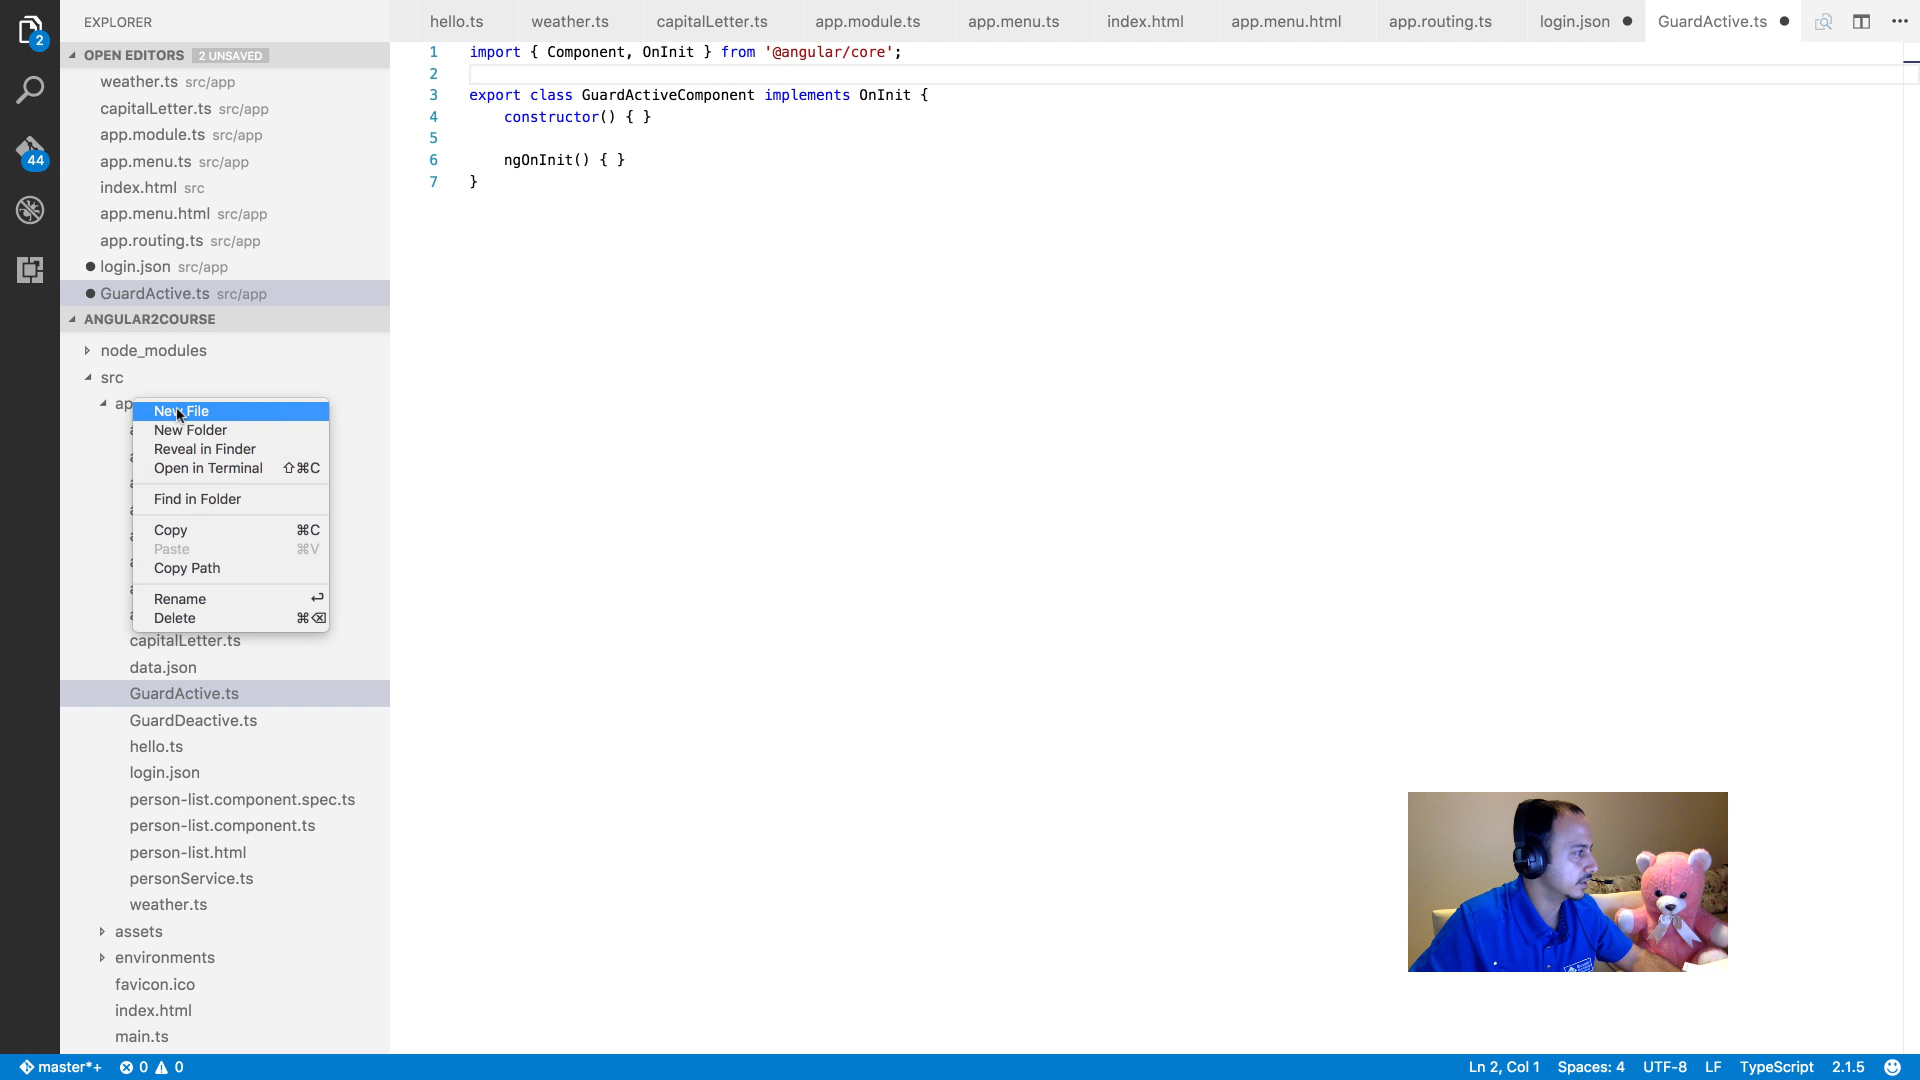 hello.ts weather.ts capitalLetter.ts app.module.ts app.menu.ts index.html app.menu.html app.routing.ts login.json GuardActive.ts
EXPLORER
2
OPEN EDITORS 2 UNSAVED
weather.ts src/app
capitalLetter.ts src/app
app.module.ts src/app
app.menu.ts src/app
44
index.html src
app.menu.html src/app
app.routing.ts src/app
login.json src/app
GuardActive.ts src/app
ANGULAR2COURSE
node_modules
src
New File
New Folder
Reveal in Finder
Open in Terminal ⇧⌘C
Find in Folder
Copy ⌘C
Paste ⌘V
Copy Path
Rename ↩
Delete ⌘⌫
capitalLetter.ts
data.json
GuardActive.ts
GuardDeactive.ts
hello.ts
login.json
person-list.component.spec.ts
person-list.component.ts
person-list.html
personService.ts
weather.ts
assets
environments
favicon.ico
index.html
main.ts
1 import { Component, OnInit } from '@angular/core';
2
3 export class GuardActiveComponent implements OnInit {
4 constructor() { }
5
6 ngOnInit() { }
7 }
master*+ 0 0 Ln 2, Col 1 Spaces: 4 UTF-8 LF TypeScript 2.1.5